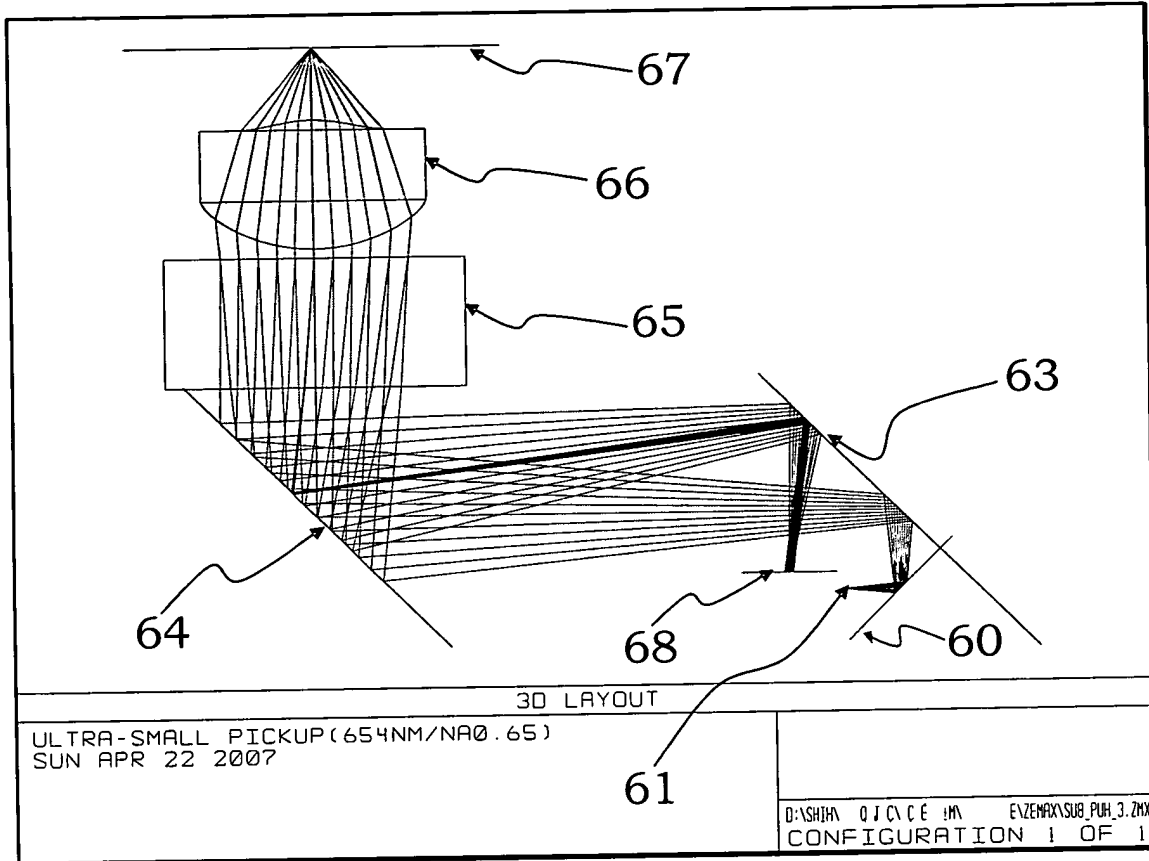 67
66
65
63
64
68
60
61
3D LAYOUT
ULTRA-SMALL PICKUP(654NM/NA0.65)
SUN APR 22 2007
E\ZEMAX\SUB_PUH_3.ZMX
CONFIGURATION 1 OF 1